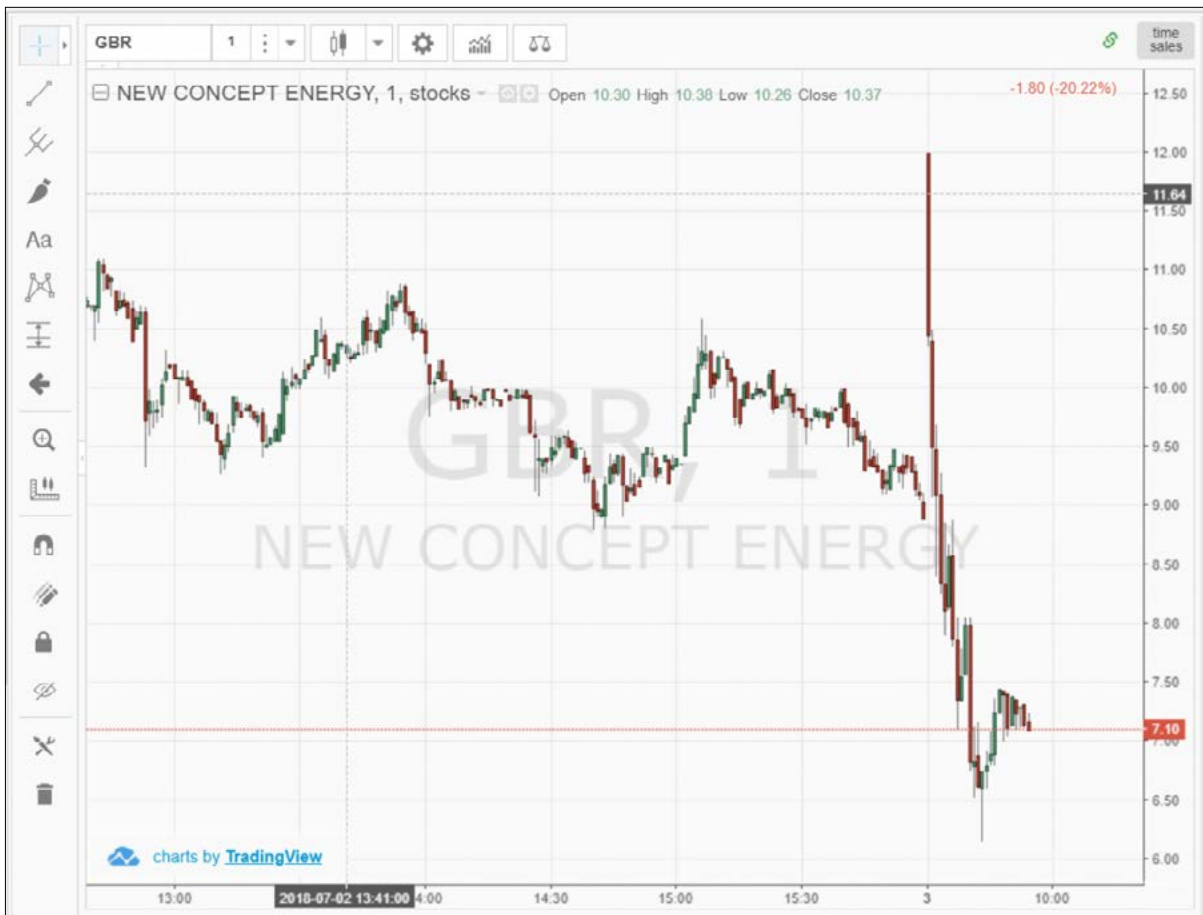 GBR 1 time
sales
NEW CONCEPT ENERGY, 1, stocks Open 10.30 High 10.38 Low 10.26 Close 10.37 -1.80 (-20.22%)
12.50
12.00
11.64
11.50
11.00
10.50
10.00
9.50
9.00
8.50
8.00
7.50
7.10
7.00
6.50
6.00
GBR, 1
NEW CONCEPT ENERGY
Aa
charts by TradingView
13:00 2018-07-02 13:41:00 4:00 14:30 15:00 15:30 3 10:00